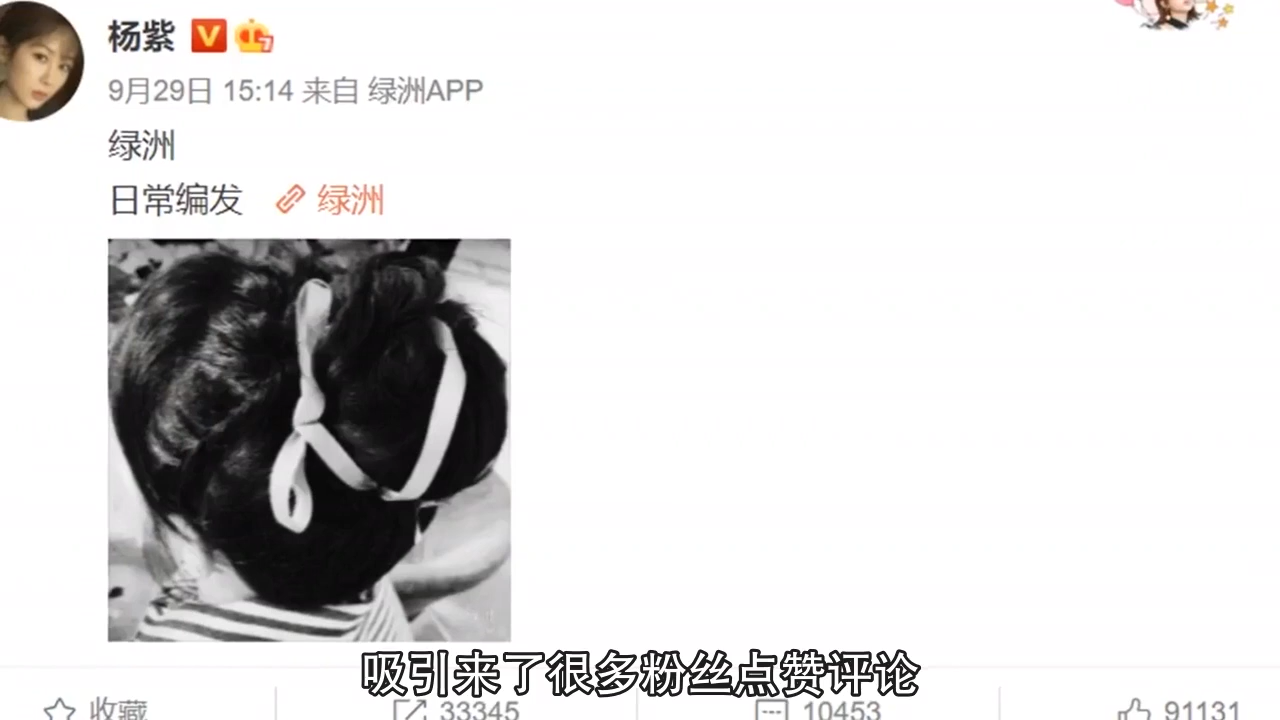 杨紫
9月29日 15:14 来自 绿洲APP
绿洲
日常编发 绿洲
吸引来了很多粉丝点赞评论
收藏 33345 10453 91131